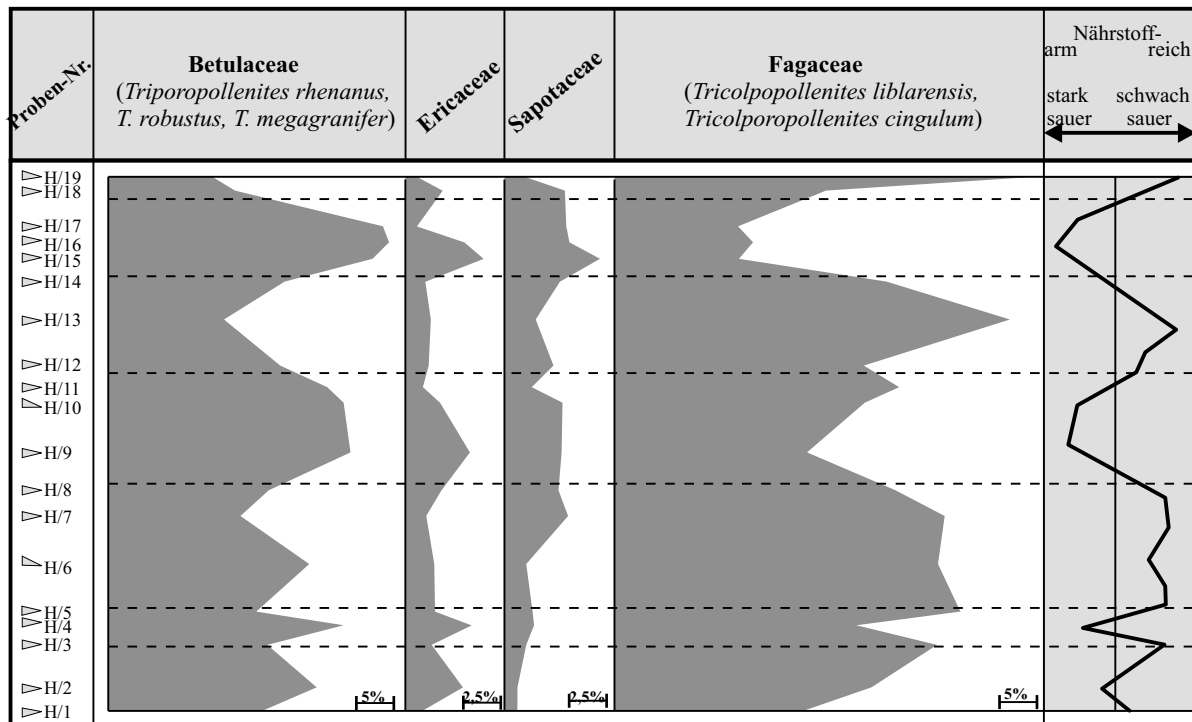 Proben-Nr.
Betulaceae
(Triporopollenites rhenanus,
T. robustus, T. megagranifer)
Ericaceae
Sapotaceae
Fagaceae
(Tricolpopollenites liblarensis,
Tricolporopollenites cingulum)
Nährstoff-
arm reich
stark schwach
sauer sauer
H/19
H/18
H/17
H/16
H/15
H/14
H/13
H/12
H/11
H/10
H/9
H/8
H/7
H/6
H/5
H/4
H/3
H/2
H/1
5% 2,5% 2,5% 5%